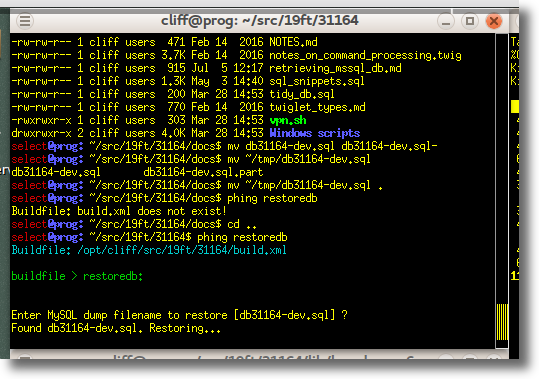 cliff@prog: ~/src/19ft/31164
-rw-rw-r-- 1 cliff users  471 Feb 14  2016 NOTES.md
-rw-rw-r-- 1 cliff users 3.7K Feb 14  2016 notes_on_command_processing.twig
-rw-rw-r-- 1 cliff users  915 Jul  5 12:17 retrieving_mssql_db.md
-rw-rw-r-- 1 cliff users 1.3K May  3 14:40 sql_snippets.sql
-rw-rw-r-- 1 cliff users  200 Mar 28 14:53 tidy_db.sql
-rw-rw-r-- 1 cliff users  770 Feb 14  2016 twiglet_types.md
-rwxrwxr-x 1 cliff users  303 Mar 28 14:53 vpn.sh
drwxrwxr-x 2 cliff users 4.0K Mar 28 14:53 Windows scripts
select@prog: ~/src/19ft/31164/docs$ mv db31164-dev.sql db31164-dev.sql-
select@prog: ~/src/19ft/31164/docs$ mv ~/tmp/db31164-dev.sql
db31164-dev.sql       db31164-dev.sql.part
select@prog: ~/src/19ft/31164/docs$ mv ~/tmp/db31164-dev.sql .
select@prog: ~/src/19ft/31164/docs$ phing restoredb
Buildfile: build.xml does not exist!
select@prog: ~/src/19ft/31164/docs$ cd ..
select@prog: ~/src/19ft/31164$ phing restoredb
Buildfile: /opt/cliff/src/19ft/31164/build.xml
buildfile > restoredb:
Enter MySQL dump filename to restore [db31164-dev.sql] ?
Found db31164-dev.sql. Restoring...